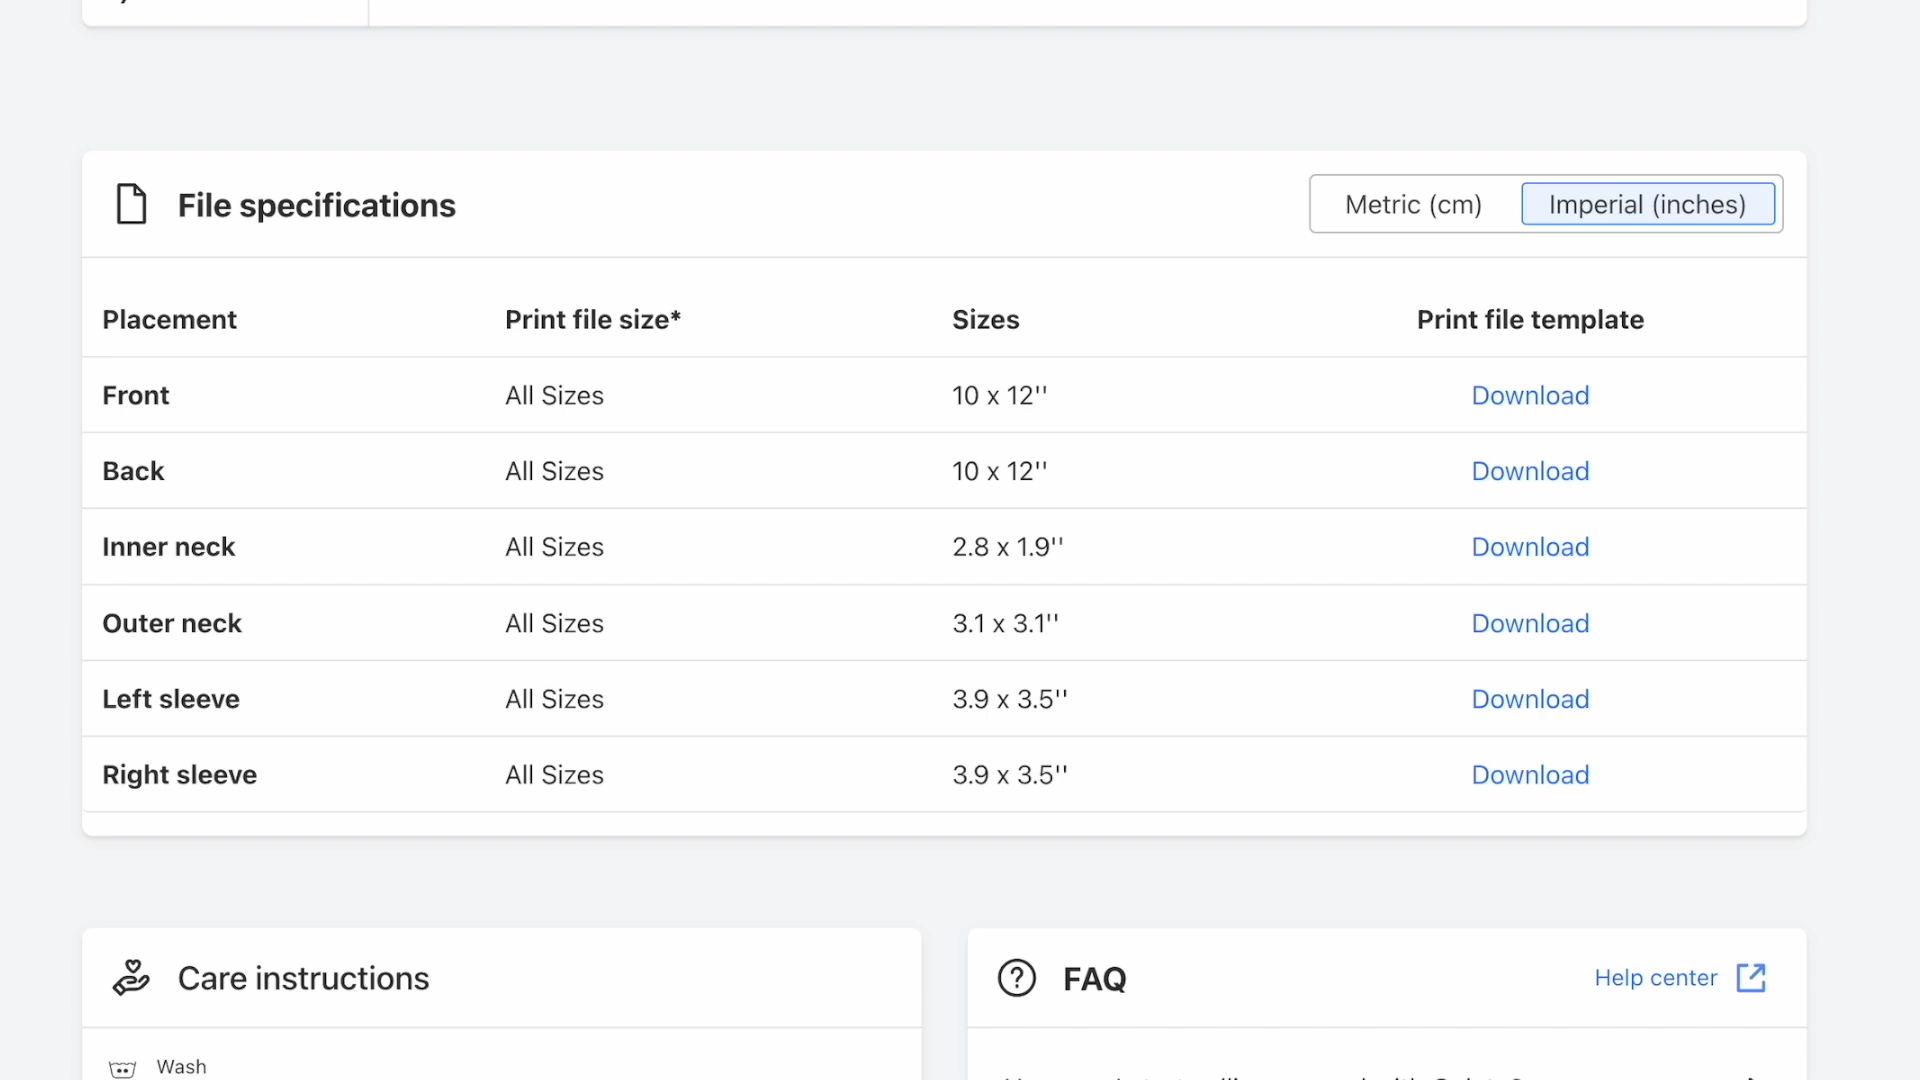 File specifications
Metric (cm) Imperial (inches)
Placement Print file size* Sizes Print file template
Front All Sizes 10 x 12'' Download
Back All Sizes 10 x 12'' Download
Inner neck All Sizes 2.8 x 1.9'' Download
Outer neck All Sizes 3.1 x 3.1'' Download
Left sleeve All Sizes 3.9 x 3.5'' Download
Right sleeve All Sizes 3.9 x 3.5'' Download
Care instructions
Wash
FAQ
Help center